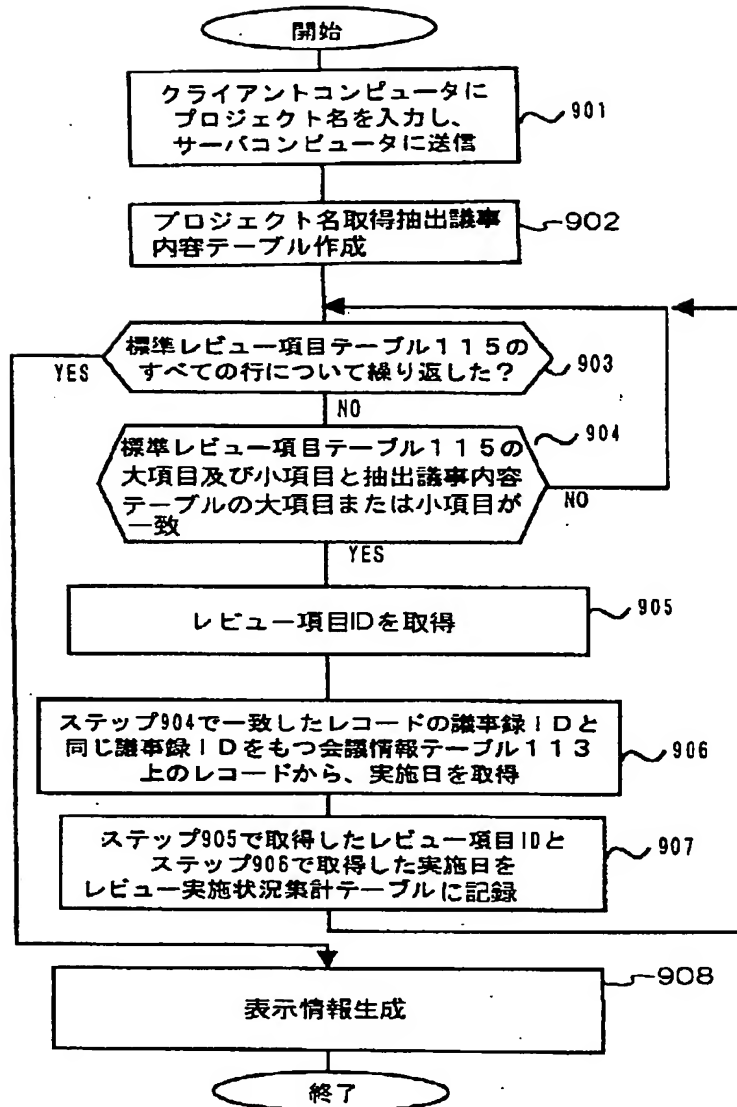 開始
クライアントコンピュータに
プロジェクト名を入力し、
サーバコンピュータに送信
901
プロジェクト名取得抽出議事
内容テーブル作成
902
標準レビュー項目テーブル115の
すべての行について繰り返した?
903
YES
NO
標準レビュー項目テーブル115の
大項目及び小項目と抽出議事内容
テーブルの大項目または小項目が
一致
904
NO
YES
レビュー項目IDを取得
905
ステップ904で一致したレコードの議事録IDと
同じ議事録IDをもつ会議情報テーブル113
上のレコードから、実施日を取得
906
ステップ905で取得したレビュー項目IDと
ステップ906で取得した実施日を
レビュー実施状況集計テーブルに記録
907
表示情報生成
908
終了